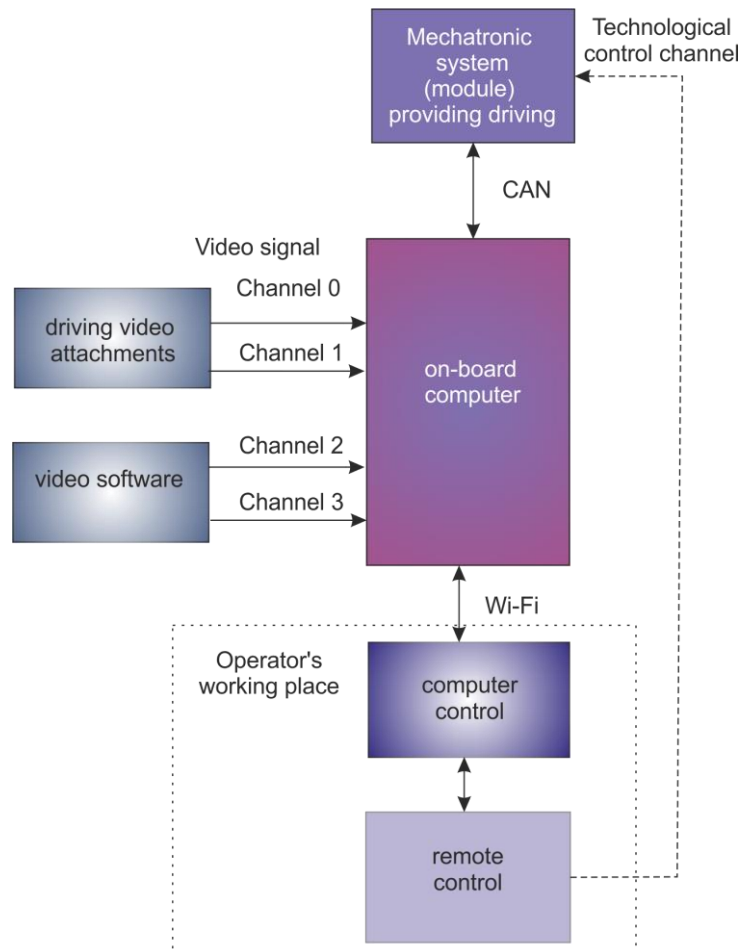 Mechatronic
system
(module)
providing driving
Technological
control channel
CAN
Video signal
Channel 0
driving video
attachments
Channel 1
on-board
computer
Channel 2
video software
Channel 3
Wi-Fi
Operator's
working place
computer
control
remote
control